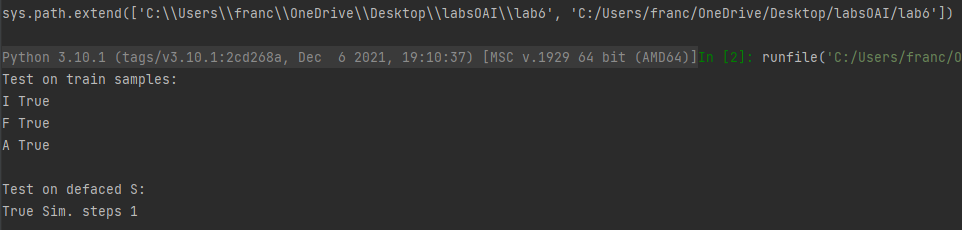 sys.path.extend(['C:\\Users\\franc\\OneDrive\\Desktop\\labsOAI\\lab6', 'C:/Users/franc/OneDrive/Desktop/labsOAI/lab6'])
Python 3.10.1 (tags/v3.10.1:2cd268a, Dec  6 2021, 19:10:37) [MSC v.1929 64 bit (AMD64)]In [2]: runfile('C:/Users/franc/O
Test on train samples:
I True
F True
A True
Test on defaced S:
True Sim. steps 1